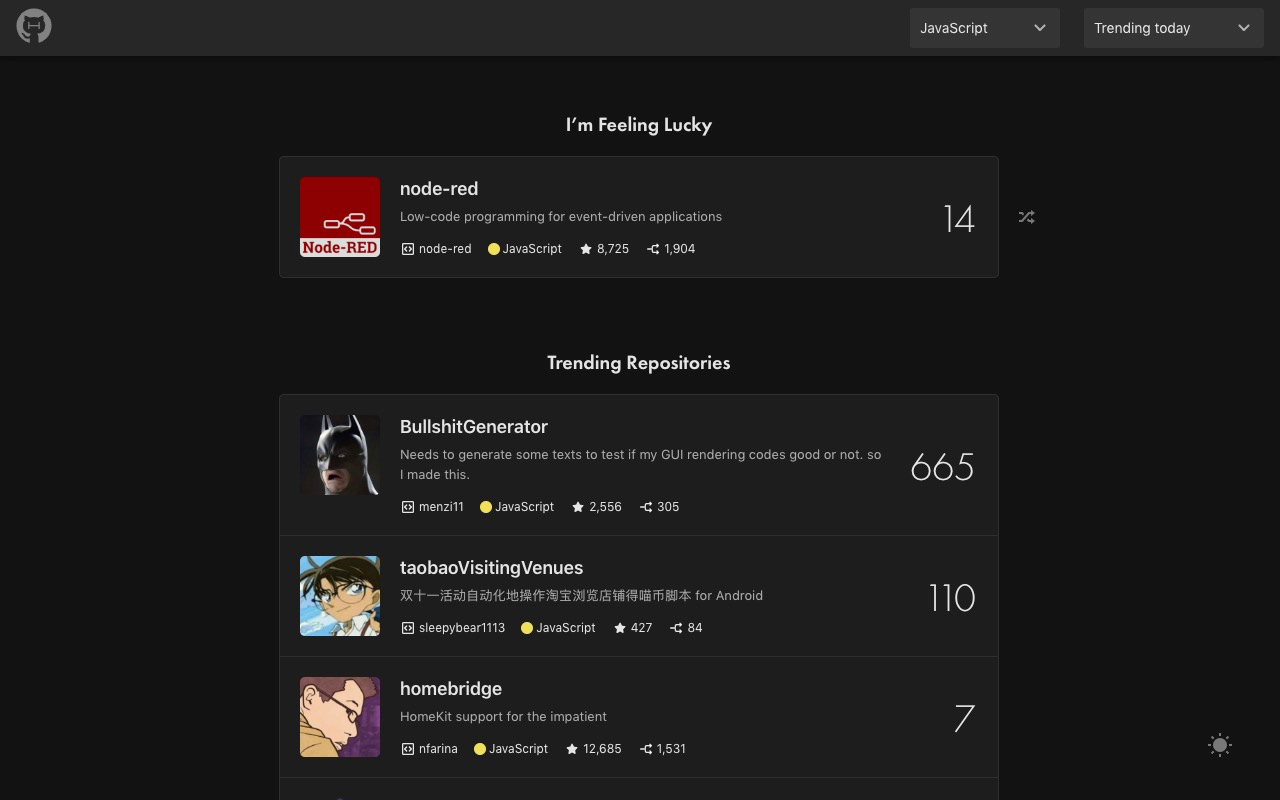 JavaScript
Trending today
I’m Feeling Lucky
Node-RED
node-red
Low-code programming for event-driven applications
node-red JavaScript 8,725 1,904
14
Trending Repositories
BullshitGenerator
Needs to generate some texts to test if my GUI rendering codes good or not. so
I made this.
menzi11 JavaScript 2,556 305
665
taobaoVisitingVenues
双十一活动自动化地操作淘宝浏览店铺得喵币脚本 for Android
sleepybear1113 JavaScript 427 84
110
homebridge
HomeKit support for the impatient
nfarina JavaScript 12,685 1,531
7